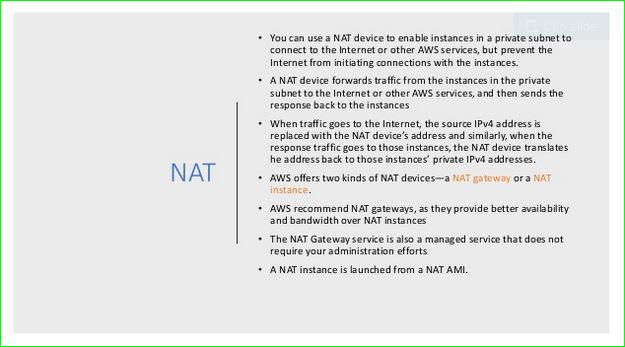 Clip slide
• You can use a NAT device to enable instances in a private subnet to
connect to the Internet or other AWS services, but prevent the
Internet from initiating connections with the instances.
• A NAT device forwards traffic from the instances in the private
subnet to the Internet or other AWS services, and then sends the
response back to the instances
• When traffic goes to the Internet, the source IPv4 address is
replaced with the NAT device's address and similarly, when the
response traffic goes to those instances, the NAT device translates
he address back to those instances' private IPv4 addresses.
NAT
• AWS offers two kinds of NAT devices—a NAT gateway or a NAT
instance.
• AWS recommend NAT gateways, as they provide better availability
and bandwidth over NAT instances
• The NAT Gateway service is also a managed service that does not
require your administration efforts
• A NAT instance is launched from a NAT AMI.